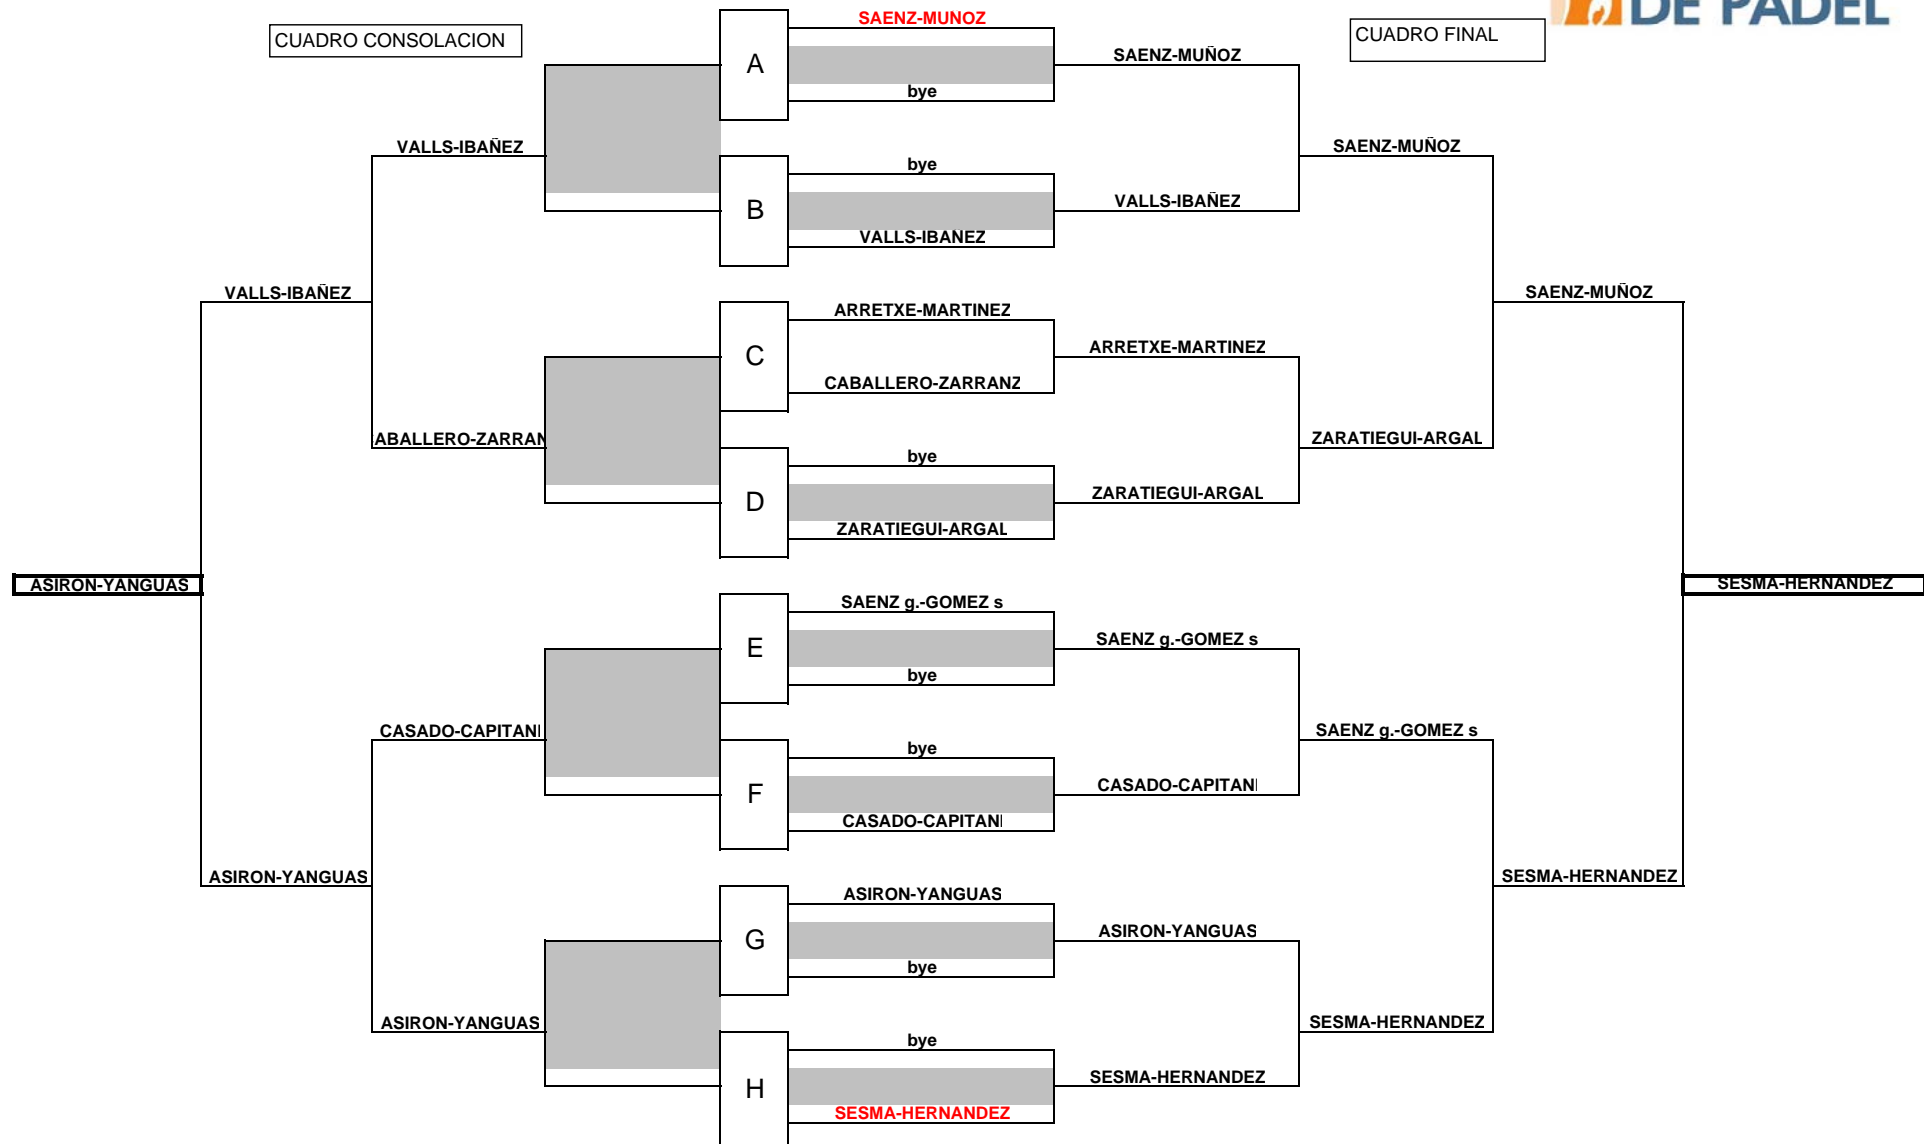 DE PADEL
CUADRO CONSOLACION
CUADRO FINAL
A
SAENZ-MUÑOZ
bye
SAENZ-MUÑOZ
B
bye
VALLS-IBAÑEZ
VALLS-IBAÑEZ
SAENZ-MUÑOZ
VALLS-IBAÑEZ
VALLS-IBAÑEZ
C
ARRETXE-MARTINEZ
CABALLERO-ZARRANZ
ARRETXE-MARTINEZ
SAENZ-MUÑOZ
ABALLERO-ZARRAN
D
bye
ZARATIEGUI-ARGAL
ZARATIEGUI-ARGAL
ZARATIEGUI-ARGAL
ASIRON-YANGUAS
SESMA-HERNANDEZ
E
SAENZ g.-GOMEZ s
bye
SAENZ g.-GOMEZ s
CASADO-CAPITANI
F
bye
CASADO-CAPITANI
CASADO-CAPITANI
SAENZ g.-GOMEZ s
ASIRON-YANGUAS
G
ASIRON-YANGUAS
bye
ASIRON-YANGUAS
SESMA-HERNANDEZ
ASIRON-YANGUAS
H
bye
SESMA-HERNANDEZ
SESMA-HERNANDEZ
SESMA-HERNANDEZ